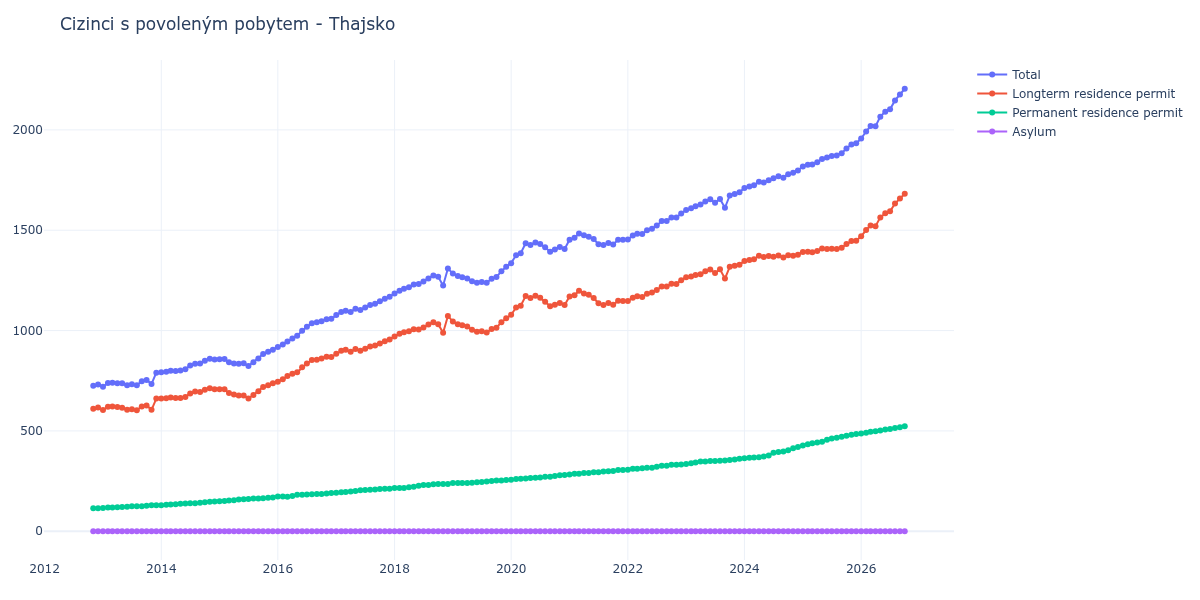 Cizinci s povoleným pobytem - Thajsko
Total
Longterm residence permit
Permanent residence permit
Asylum
2000
1500
1000
500
0
2012 2014 2016 2018 2020 2022 2024 2026